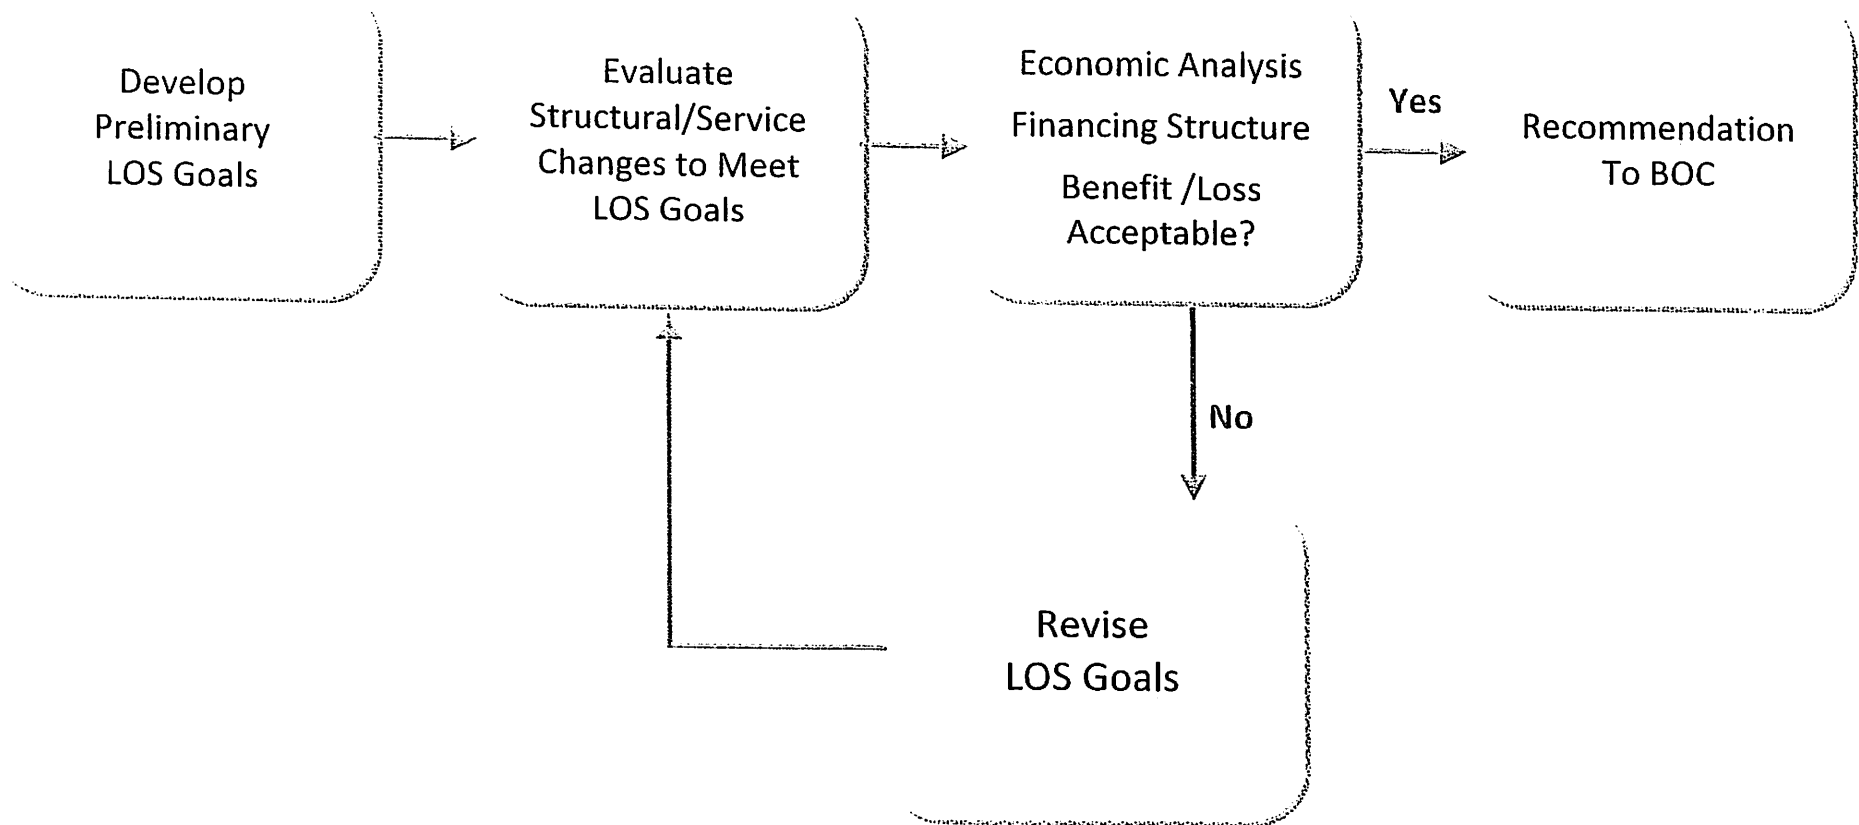 Develop
Preliminary
LOS Goals
Evaluate
Structural/Service
Changes to Meet
LOS Goals
Economic Analysis
Financing Structure
Benefit /Loss
Acceptable?
Yes
Recommendation
To BOC
No
Revise
LOS Goals